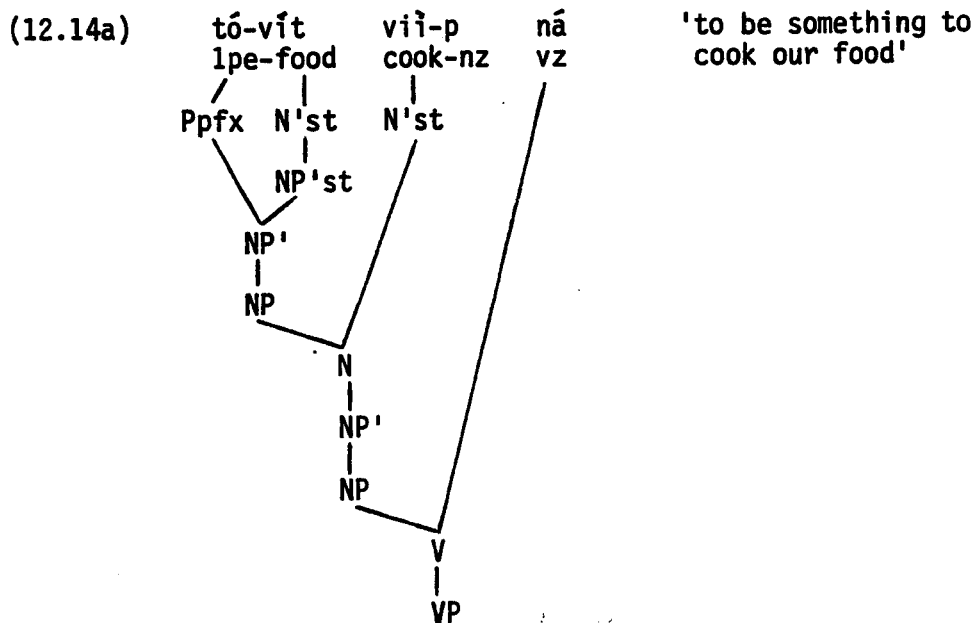 (12.14a) tó-vít vïï̀-p ná 'to be something to
1pe-food cook-nz vz cook our food'
Ppfx N'st N'st
NP'st
NP'
NP
N
NP'
NP
V
VP